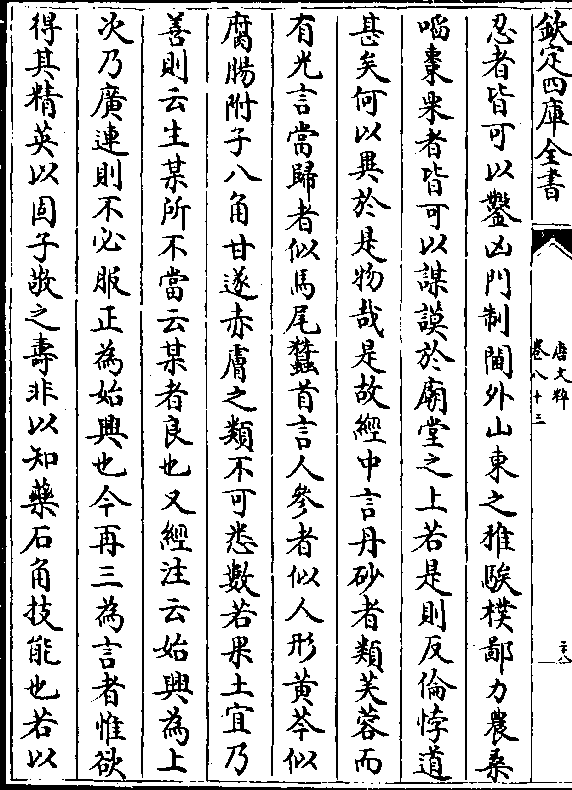 欽定四庫全書
唐文粹
卷八十三
忍者皆可以鑿凶門制閫外山東之稚騃樸鄙力農桑
啗棗栗者皆可以謀謨於廟堂之上若是則反倫悖道
甚矣何以異於是物哉是故經中言丹砂者類芙蓉而
有光言當歸者似馬尾蠶首言人參者似人形黃芩似
腐腸附子八角甘遂赤膚之類不可悉數若果土宜乃
善則云生某所不當云某者良也又經注云始興為上
次乃廣連則不必服正為始興也今再三為言者惟欲
得其精英以固子敬之壽非以知藥石角技能也若以